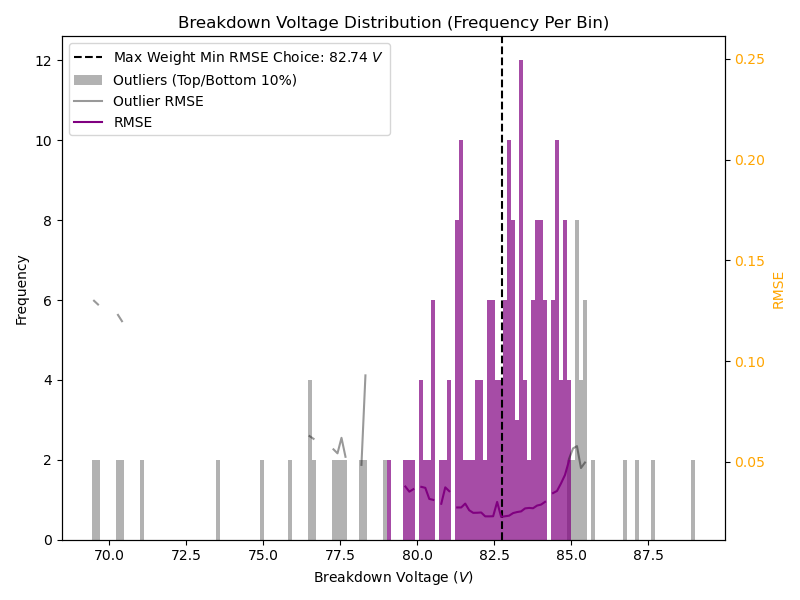 Breakdown Voltage Distribution (Frequency Per Bin)
Max Weight Min RMSE Choice: 82.74 V
Outliers (Top/Bottom 10%)
Outlier RMSE
RMSE
Frequency
12
10
8
6
4
2
0
0.25
0.20
0.15
0.10
0.05
RMSE
70.0 72.5 75.0 77.5 80.0 82.5 85.0 87.5
Breakdown Voltage (V)